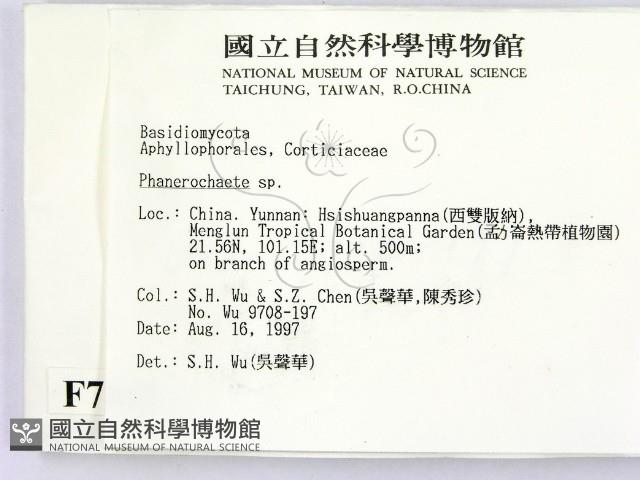 國立自然科學博物館
NATIONAL MUSEUM OF NATURAL SCIENCE
TAICHUNG, TAIWAN, R.O.CHINA
Basidiomycota
Aphyllophorales, Corticiaceae
Phanerochaete sp.
Loc.: China. Yunnan: Hsishuangpanna(西雙版納),
Menglun Tropical Botanical Garden(孟力崙熱帶植物園)
21.56N, 101.15E; alt. 500m;
on branch of angiosperm.
Col.: S.H. Wu & S.Z. Chen(吳聲華,陳秀珍)
No. Wu 9708-197
Date: Aug. 16, 1997
Det.: S.H. Wu(吳聲華)
F7
國立自然科學博物館
NATIONAL MUSEUM OF NATURAL SCIENCE